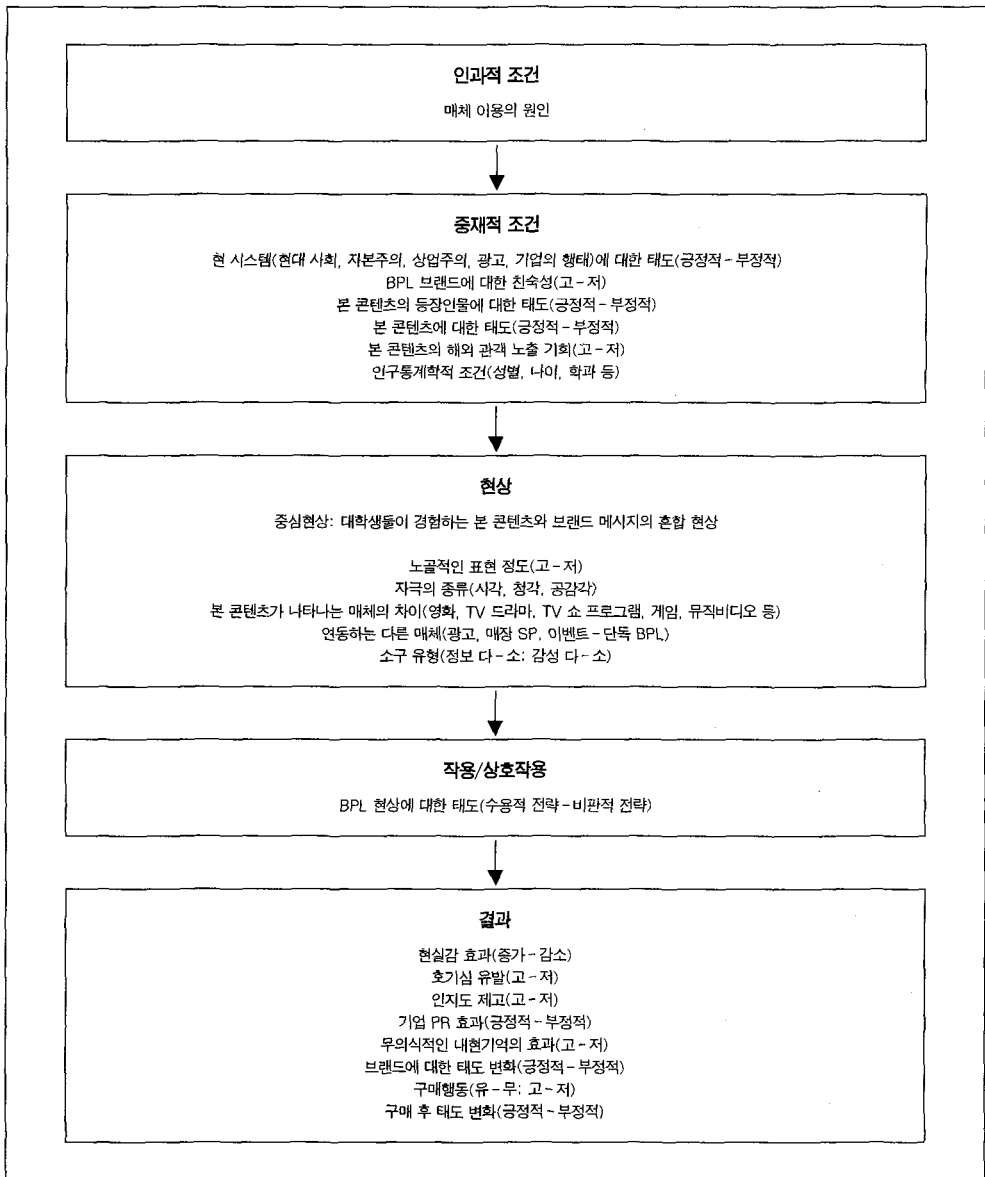 인과적 조건
매체 이용의 원인
중재적 조건
현 시스템(현대 사회, 자본주의, 상업주의, 광고, 기업의 행태)에 대한 태도(긍정적-부정적)
BPL 브랜드에 대한 친숙성(고-저)
본 콘텐츠의 등장인물에 대한 태도(긍정적-부정적)
본 콘텐츠에 대한 태도(긍정적-부정적)
본 콘텐츠의 해외 관객 노출 기회(고-저)
인구통계학적 조건(성별, 나이, 학과 등)
현상
중심현상: 대학생들이 경험하는 본 콘텐츠와 브랜드 메시지의 혼합 현상
노골적인 표현 정도(고-저)
자극의 종류(시각, 청각, 공감각)
본 콘텐츠가 나타나는 매체의 차이(영화, TV 드라마, TV 쇼 프로그램, 게임, 뮤직비디오 등)
연동하는 다른 매체(광고, 매장 SP, 이벤트-단독 BPL)
소구 유형(정보 다-소; 감성 다-소)
작용/상호작용
BPL 현상에 대한 태도(수용적 전략-비판적 전략)
결과
현실감 효과(증가-감소)
호기심 유발(고-저)
인지도 제고(고-저)
기업 PR 효과(긍정적-부정적)
무의식적인 내현기억의 효과(고-저)
브랜드에 대한 태도 변화(긍정적-부정적)
구매행동(유-무; 고-저)
구매 후 태도 변화(긍정적-부정적)